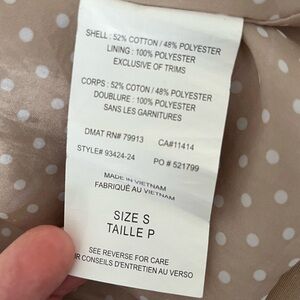 SHELL : 52% COTTON / 48% POLYESTER
LINING : 100% POLYESTER
EXCLUSIVE OF TRIMS
CORPS : 52% COTON / 48% POLYESTER
DOUBLURE : 100% POLYESTER
SANS LES GARNITURES
DMAT RN# 79913 CA#11414
STYLE# 93424-24 PO # 521799
MADE IN VIETNAM
FABRIQUÉ AU VIETNAM
SIZE S
TAILLE P
SEE REVERSE FOR CARE
CONSEILS D'ENTRETIEN AU VERSO